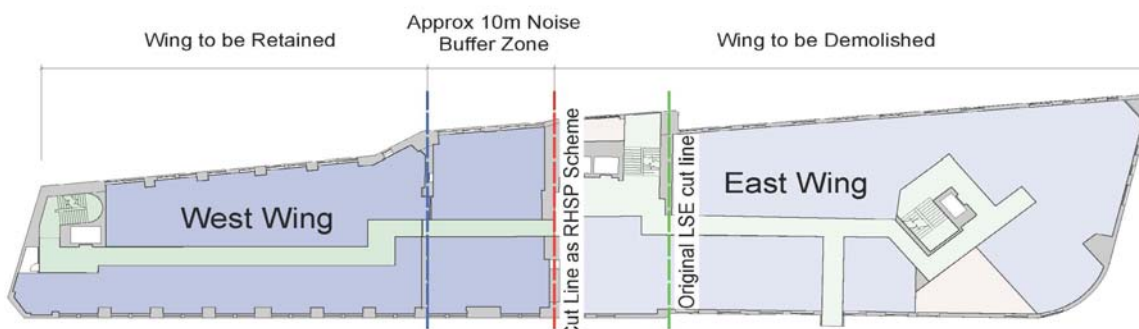 Wing to be Retained
Approx 10m Noise
Buffer Zone
Wing to be Demolished
West Wing
Cut Line as RHSP Scheme
Original LSE cut line
East Wing